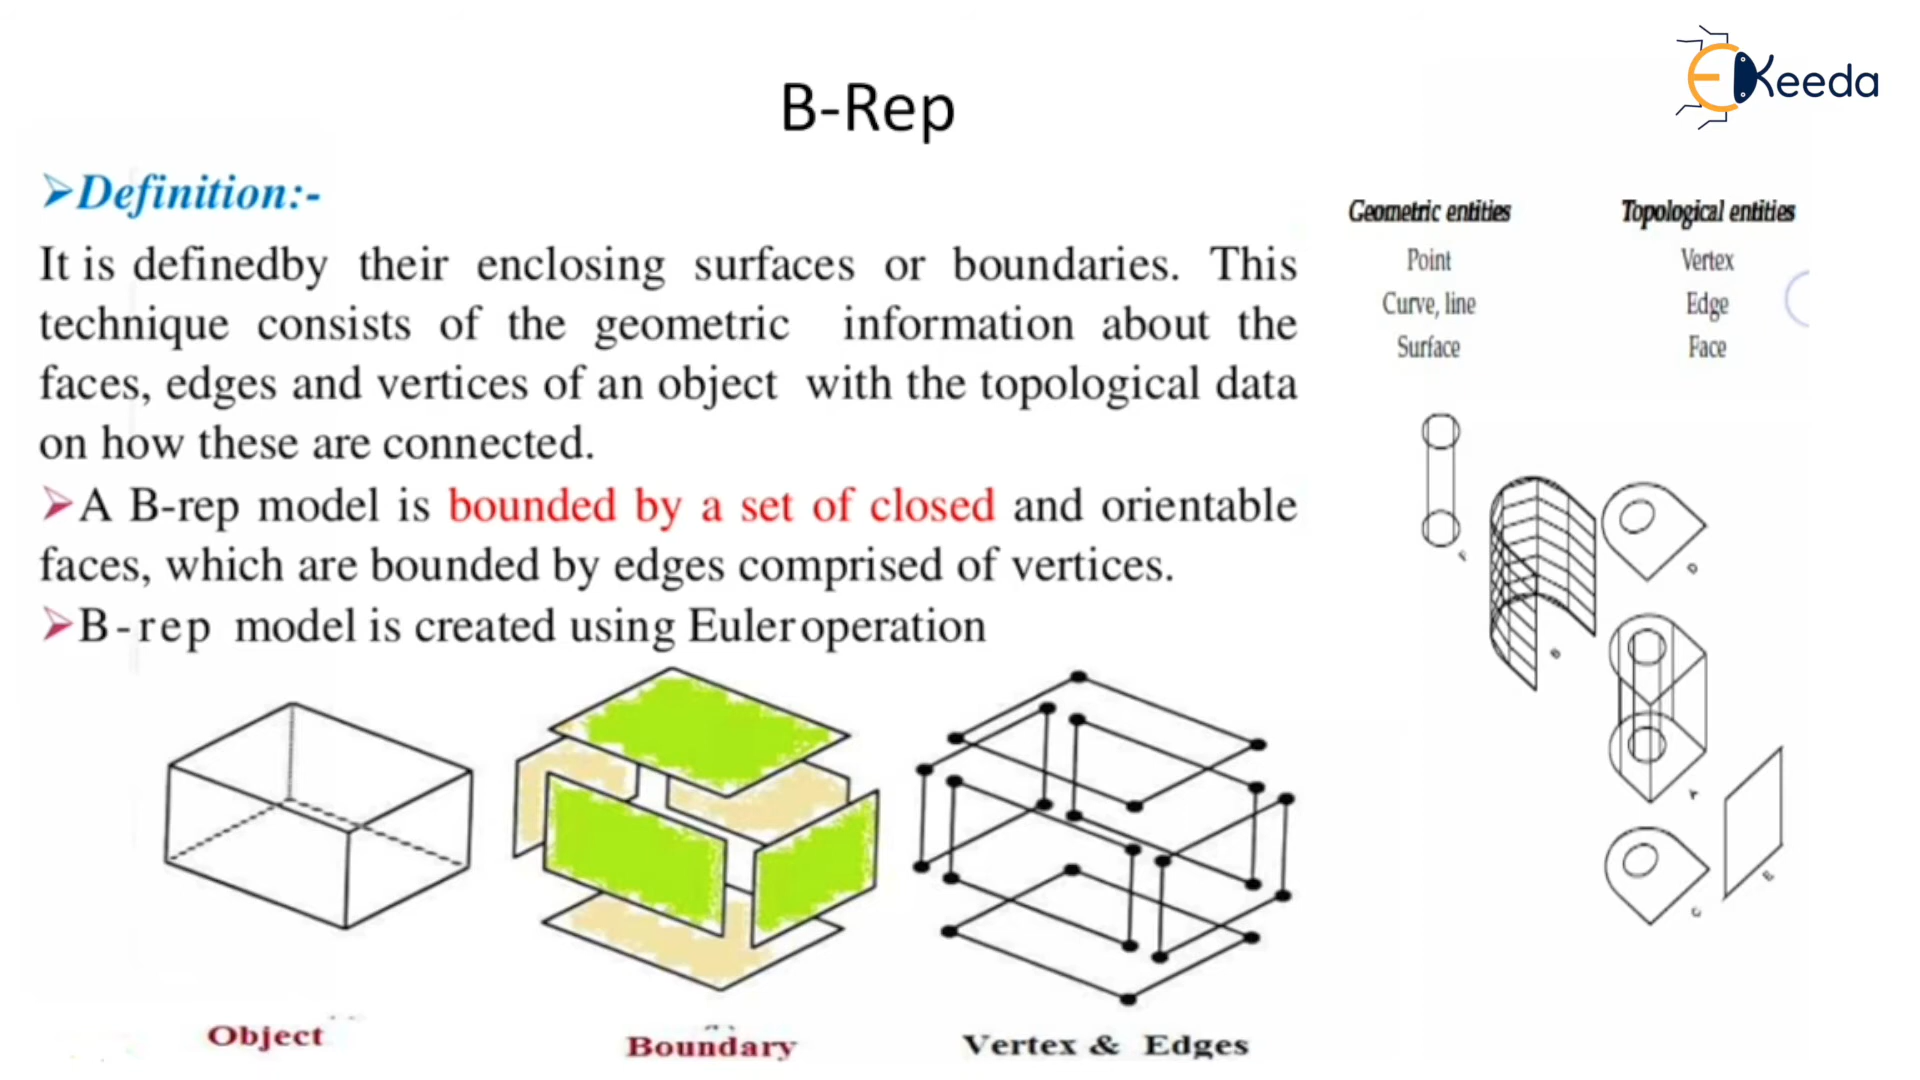 EKeeda
B-Rep
➢Definition:-
It is definedby their enclosing surfaces or boundaries. This
technique consists of the geometric information about the
faces, edges and vertices of an object with the topological data
on how these are connected.
➢A B-rep model is bounded by a set of closed and orientable
faces, which are bounded by edges comprised of vertices.
➢B-rep model is created using Euler operation
Geometric entities Topological entities
Point Vertex
Curve, line Edge
Surface Face
F
D
B
A
E
C
Object
Boundary
Vertex & Edges